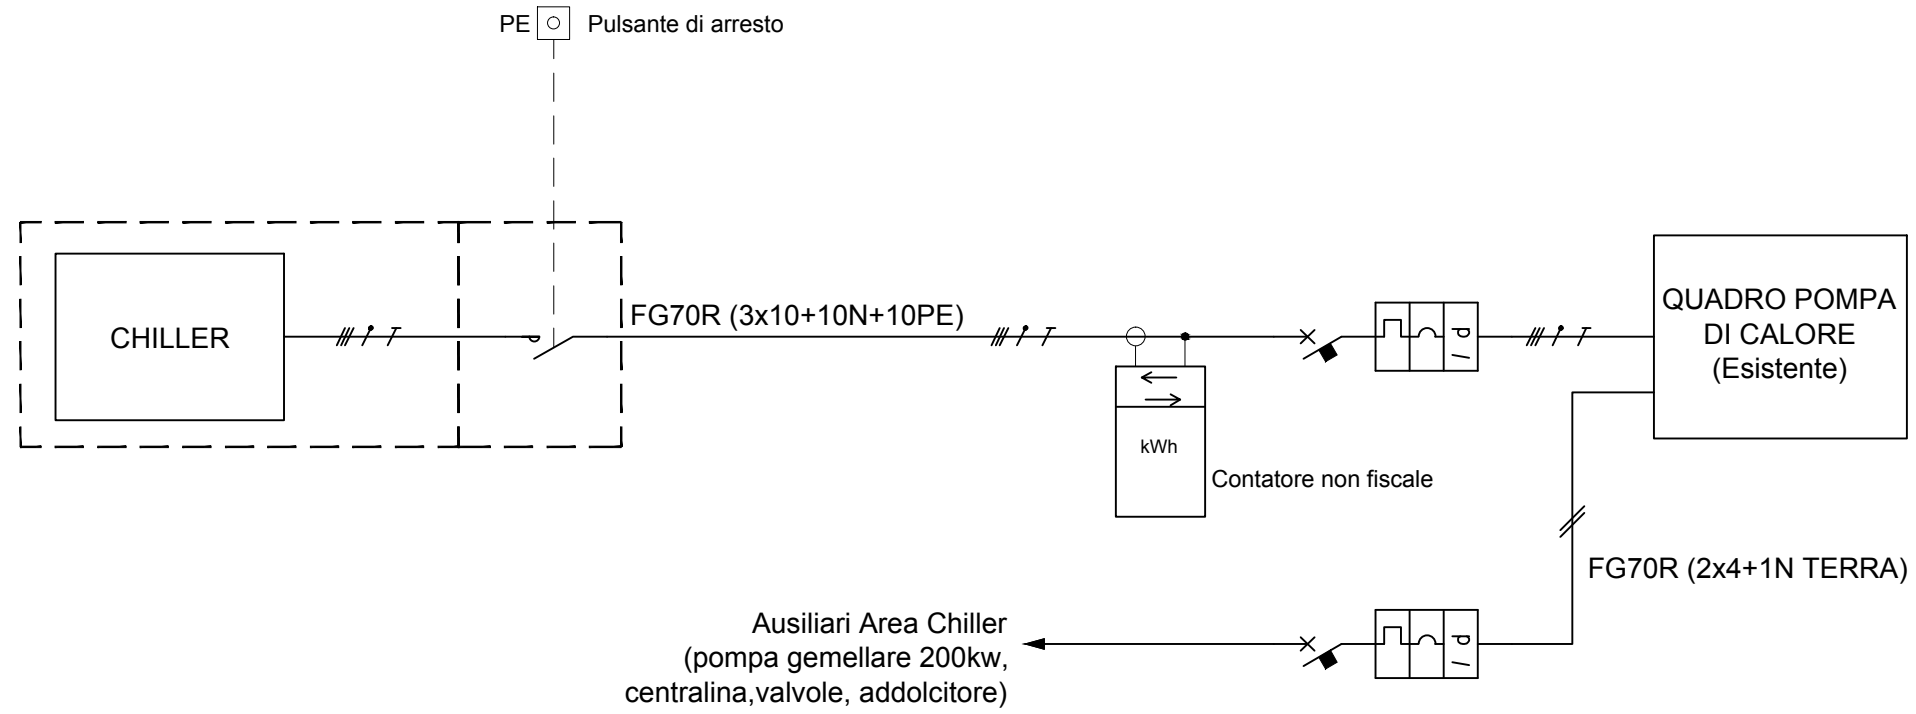 PE Pulsante di arresto
CHILLER
FG70R (3x10+10N+10PE)
QUADRO POMPA
DI CALORE
(Esistente)
kWh
Contatore non fiscale
FG70R (2x4+1N TERRA)
Ausiliari Area Chiller
(pompa gemellare 200kw,
centralina,valvole, addolcitore)